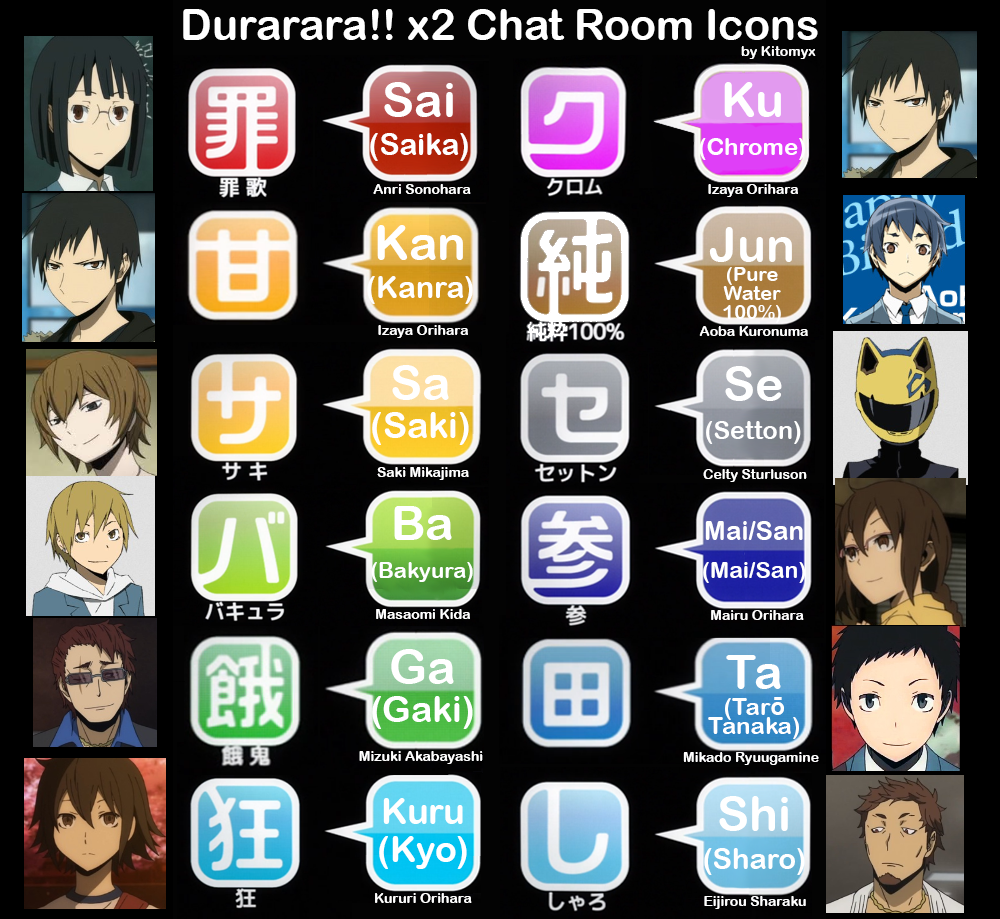 Durarara!! x2 Chat Room Icons
by Kitomyx
罪
罪歌
Sai
(Saika)
Anri Sonohara
ク
クロム
Ku
(Chrome)
Izaya Orihara
甘
Kan
(Kanra)
Izaya Orihara
純
純粋100%
Jun
(Pure
Water
100%)
Aoba Kuronuma
サ
サキ
Sa
(Saki)
Saki Mikajima
セ
セットン
Se
(Setton)
Celty Sturluson
バ
バキュラ
Ba
(Bakyura)
Masaomi Kida
参
参
Mai/San
(Mai/San)
Mairu Orihara
餓
餓鬼
Ga
(Gaki)
Mizuki Akabayashi
田
Ta
(Tarō
Tanaka)
Mikado Ryuugamine
狂
狂
Kuru
(Kyo)
Kururi Orihara
し
しゃろ
Shi
(Sharo)
Eijirou Sharaku